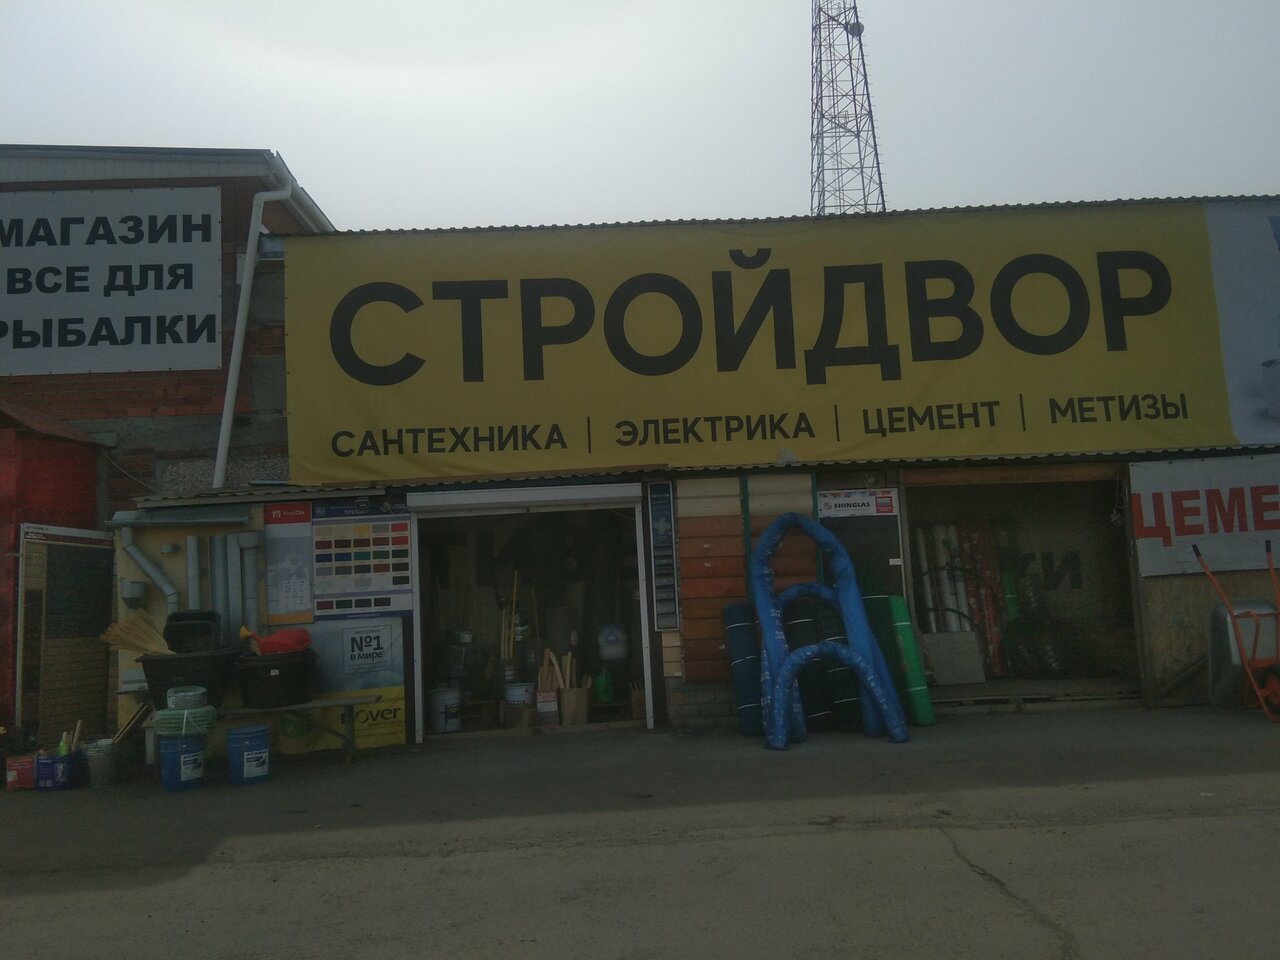 МАГАЗИН
ВСЕ ДЛЯ
РЫБАЛКИ
СТРОЙДВОР
САНТЕХНИКА | ЭЛЕКТРИКА | ЦЕМЕНТ | МЕТИЗЫ
SHINGLAS
ЦЕМЕ
№1
в мире